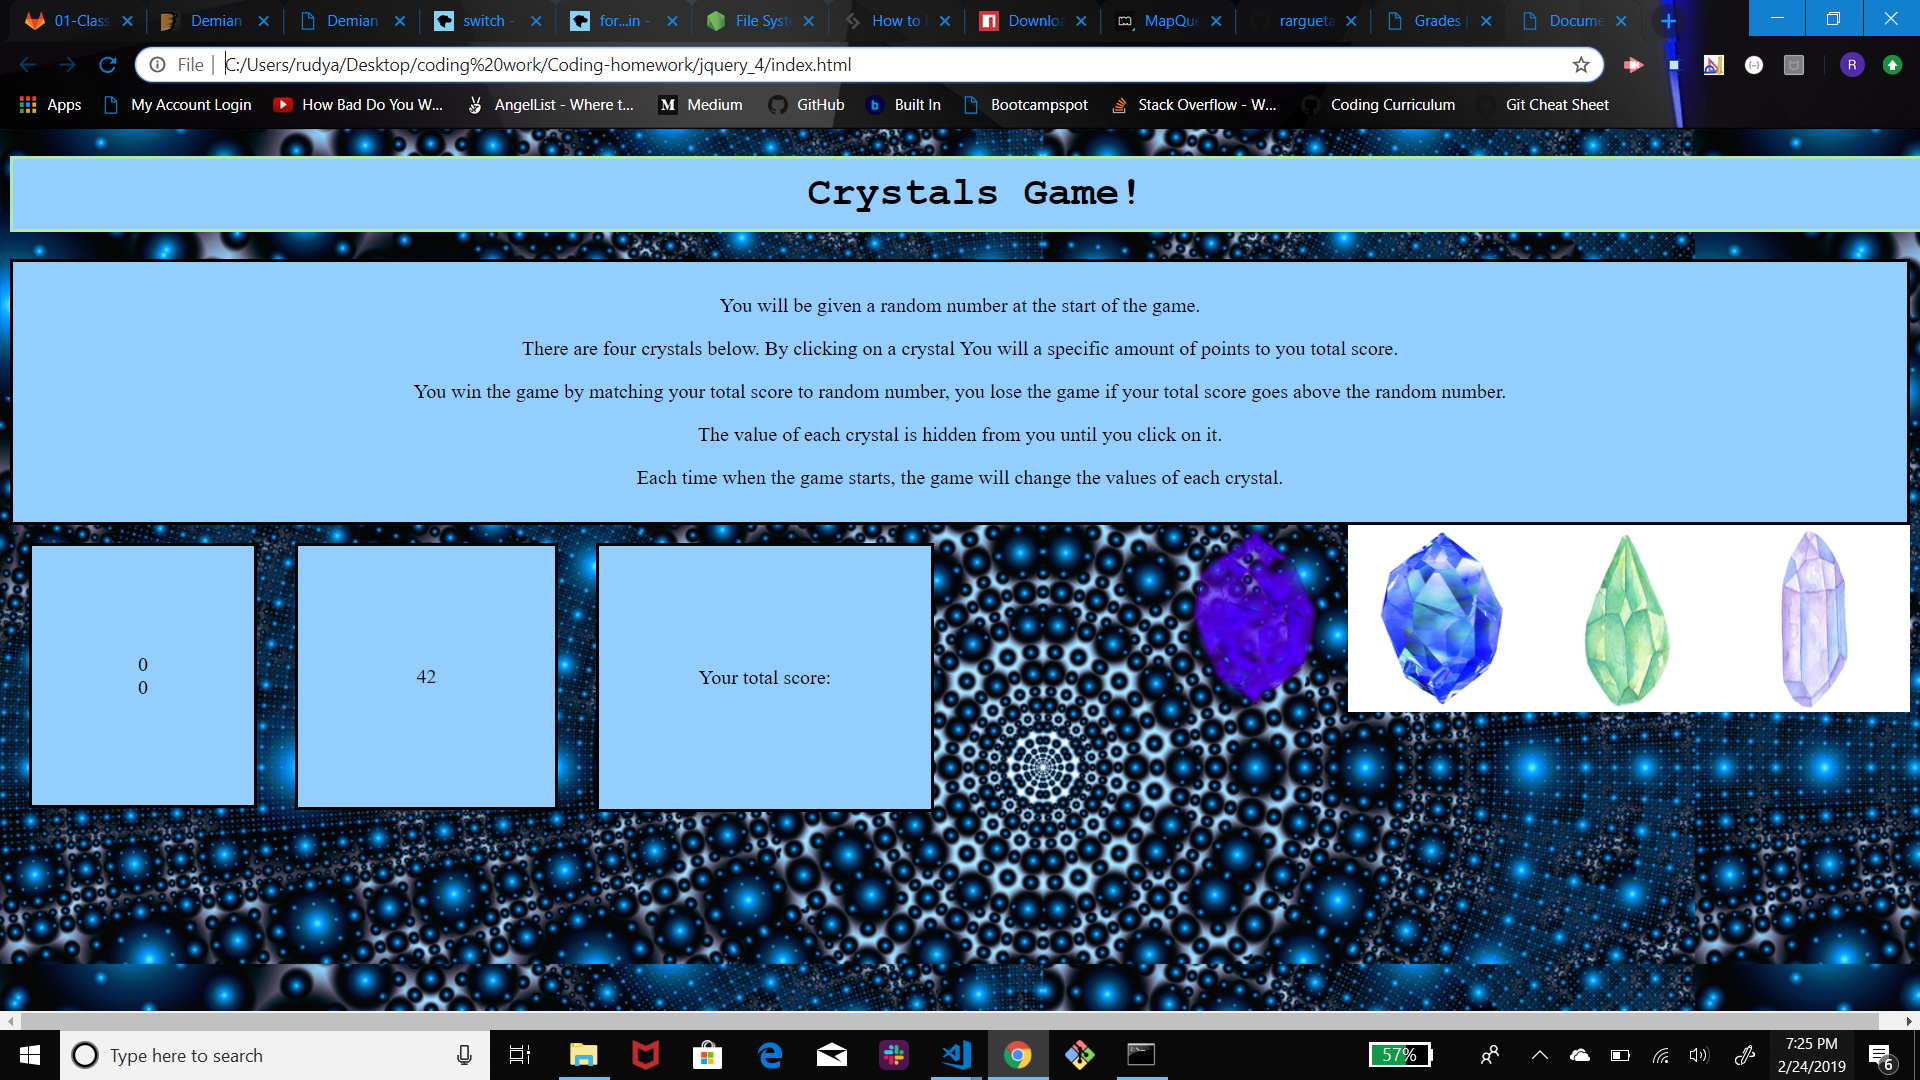 01-Class
Demian
Demian
switch -
for...in -
File Syst
How to
Downloa
MapQue
rargueta
Grades
Docume
File | C:/Users/rudya/Desktop/coding%20work/Coding-homework/jquery_4/index.html
R
Apps
My Account Login
How Bad Do You W...
AngelList - Where t...
M Medium
GitHub
b Built In
Bootcampspot
Stack Overflow - W...
Coding Curriculum
Git Cheat Sheet
Crystals Game!
You will be given a random number at the start of the game.
There are four crystals below. By clicking on a crystal You will a specific amount of points to you total score.
You win the game by matching your total score to random number, you lose the game if your total score goes above the random number.
The value of each crystal is hidden from you until you click on it.
Each time when the game starts, the game will change the values of each crystal.
0
0
42
Your total score:
Type here to search
57%
7:25 PM
2/24/2019
6